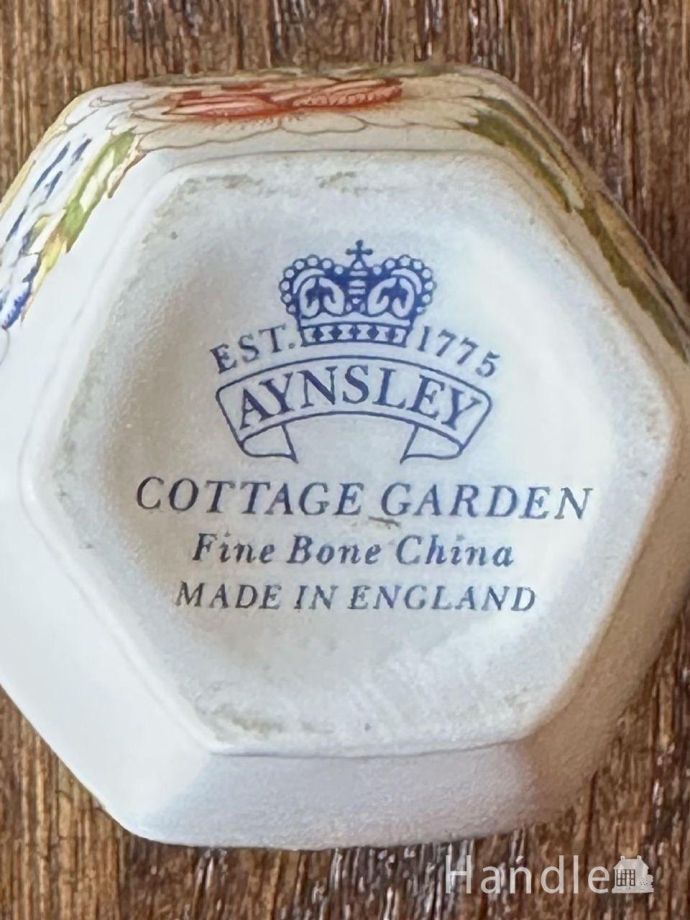 EST. 1775
AYNSLEY
COTTAGE GARDEN
Fine Bone China
MADE IN ENGLAND
Handle